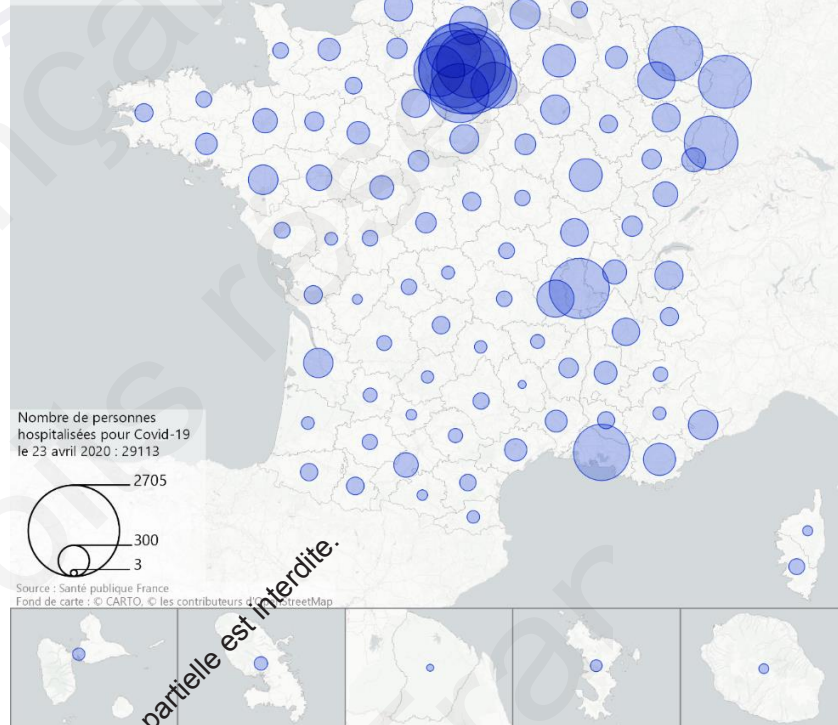 Nombre de personnes
hospitalisées pour Covid-19
le 23 avril 2020 : 29113
2705
300
3
Source : Santé publique France
Fond de carte : © CARTO, © les contributeurs d'OpenstreetMap
partielle est interdite.